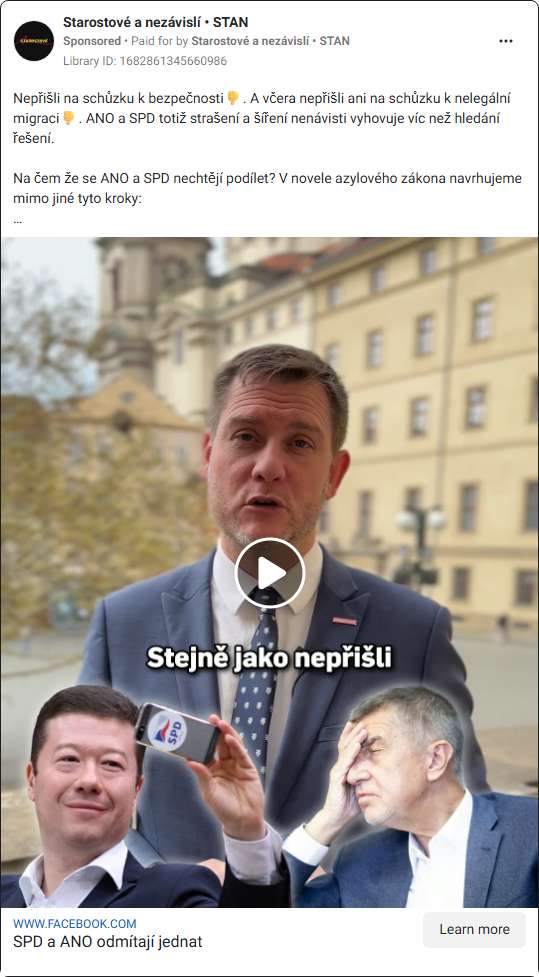 Starostové a nezávislí • STAN
Sponsored • Paid for by Starostové a nezávislí • STAN
Library ID: 1682861345660986
Nepřišli na schůzku k bezpečnosti👎. A včera nepřišli ani na schůzku k nelegální
migraci👎. ANO a SPD totiž strašení a šíření nenávisti vyhovuje víc než hledání
řešení.
Na čem že se ANO a SPD nechtějí podílet? V novele azylového zákona navrhujeme
mimo jiné tyto kroky:
...
SPD
Stejně jako nepřišli
WWW.FACEBOOK.COM
SPD a ANO odmítají jednat
Learn more